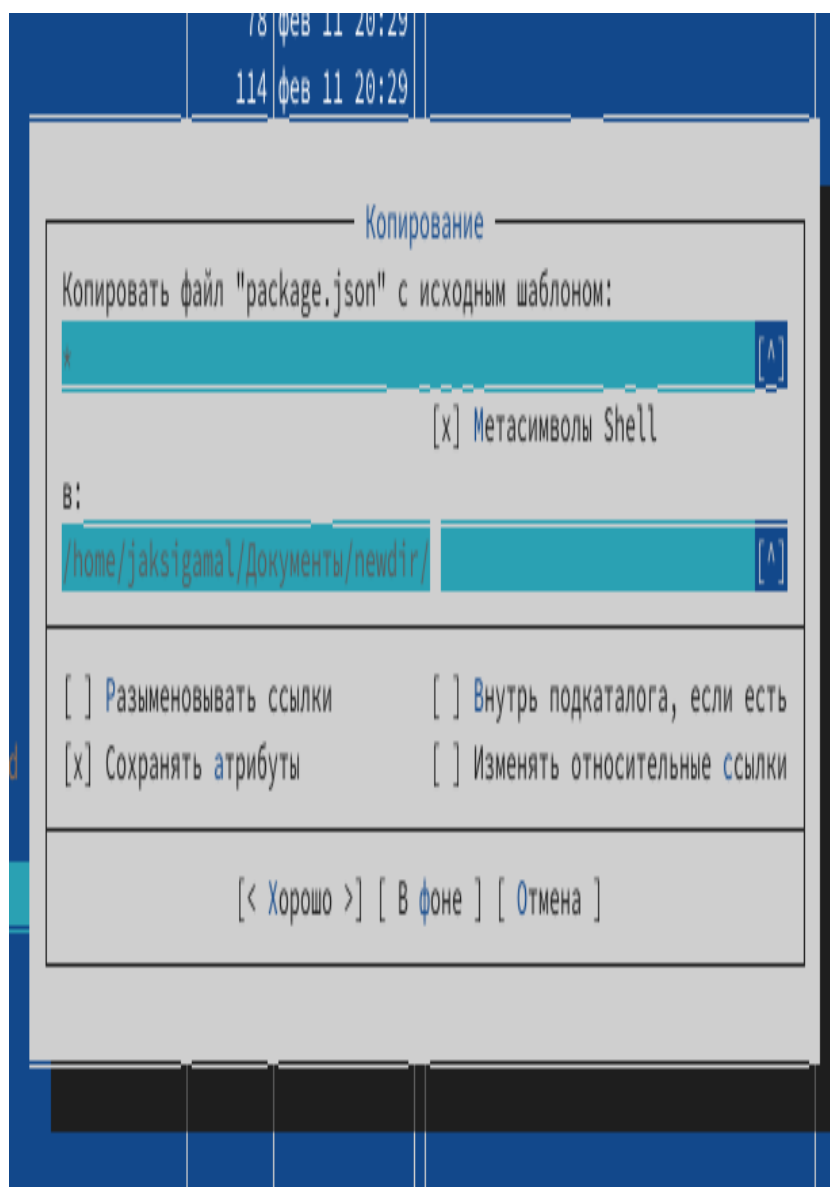 78 фев 11 20:29
114 фев 11 20:29
Копирование
Копировать файл "package.json" с исходным шаблоном:
* [^]
[x] Метасимволы Shell
в:
/home/jaksigamal/Документы/newdir/ [^]
[ ] Разыменовывать ссылки [ ] Внутрь подкаталога, если есть
d [x] Сохранять атрибуты [ ] Изменять относительные ссылки
[< Хорошо >] [ В фоне ] [ Отмена ]